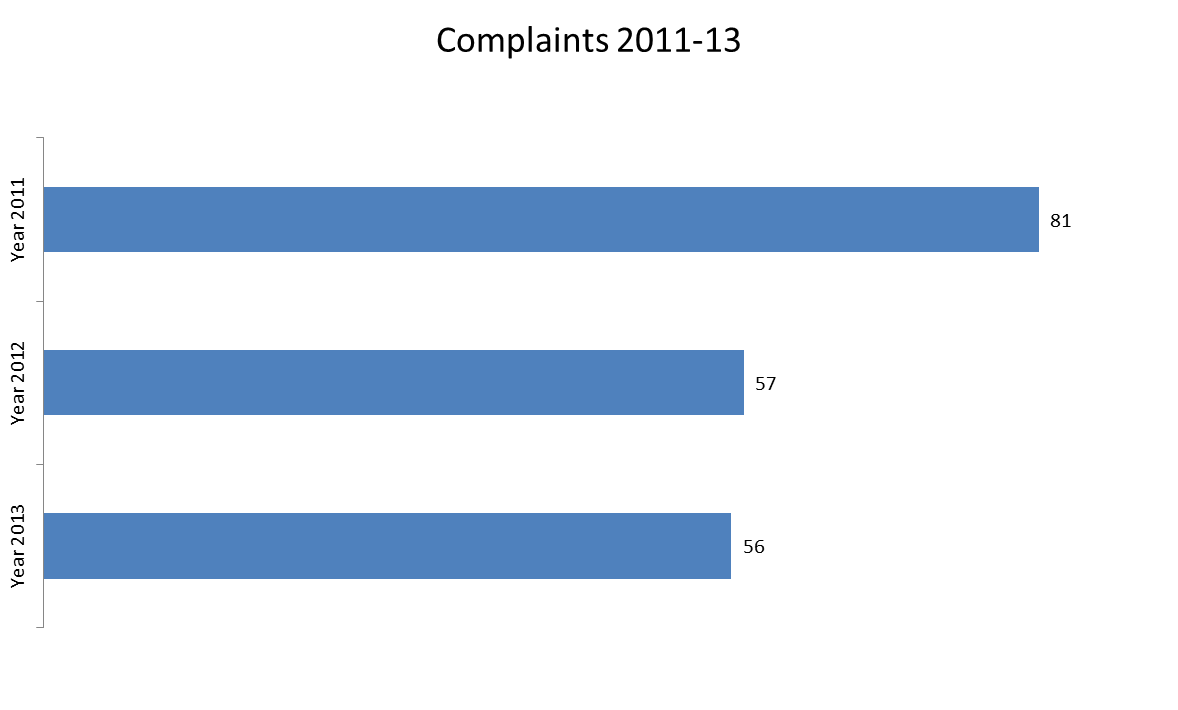 Complaints 2011-13
Year 2011
81
Year 2012
57
Year 2013
56